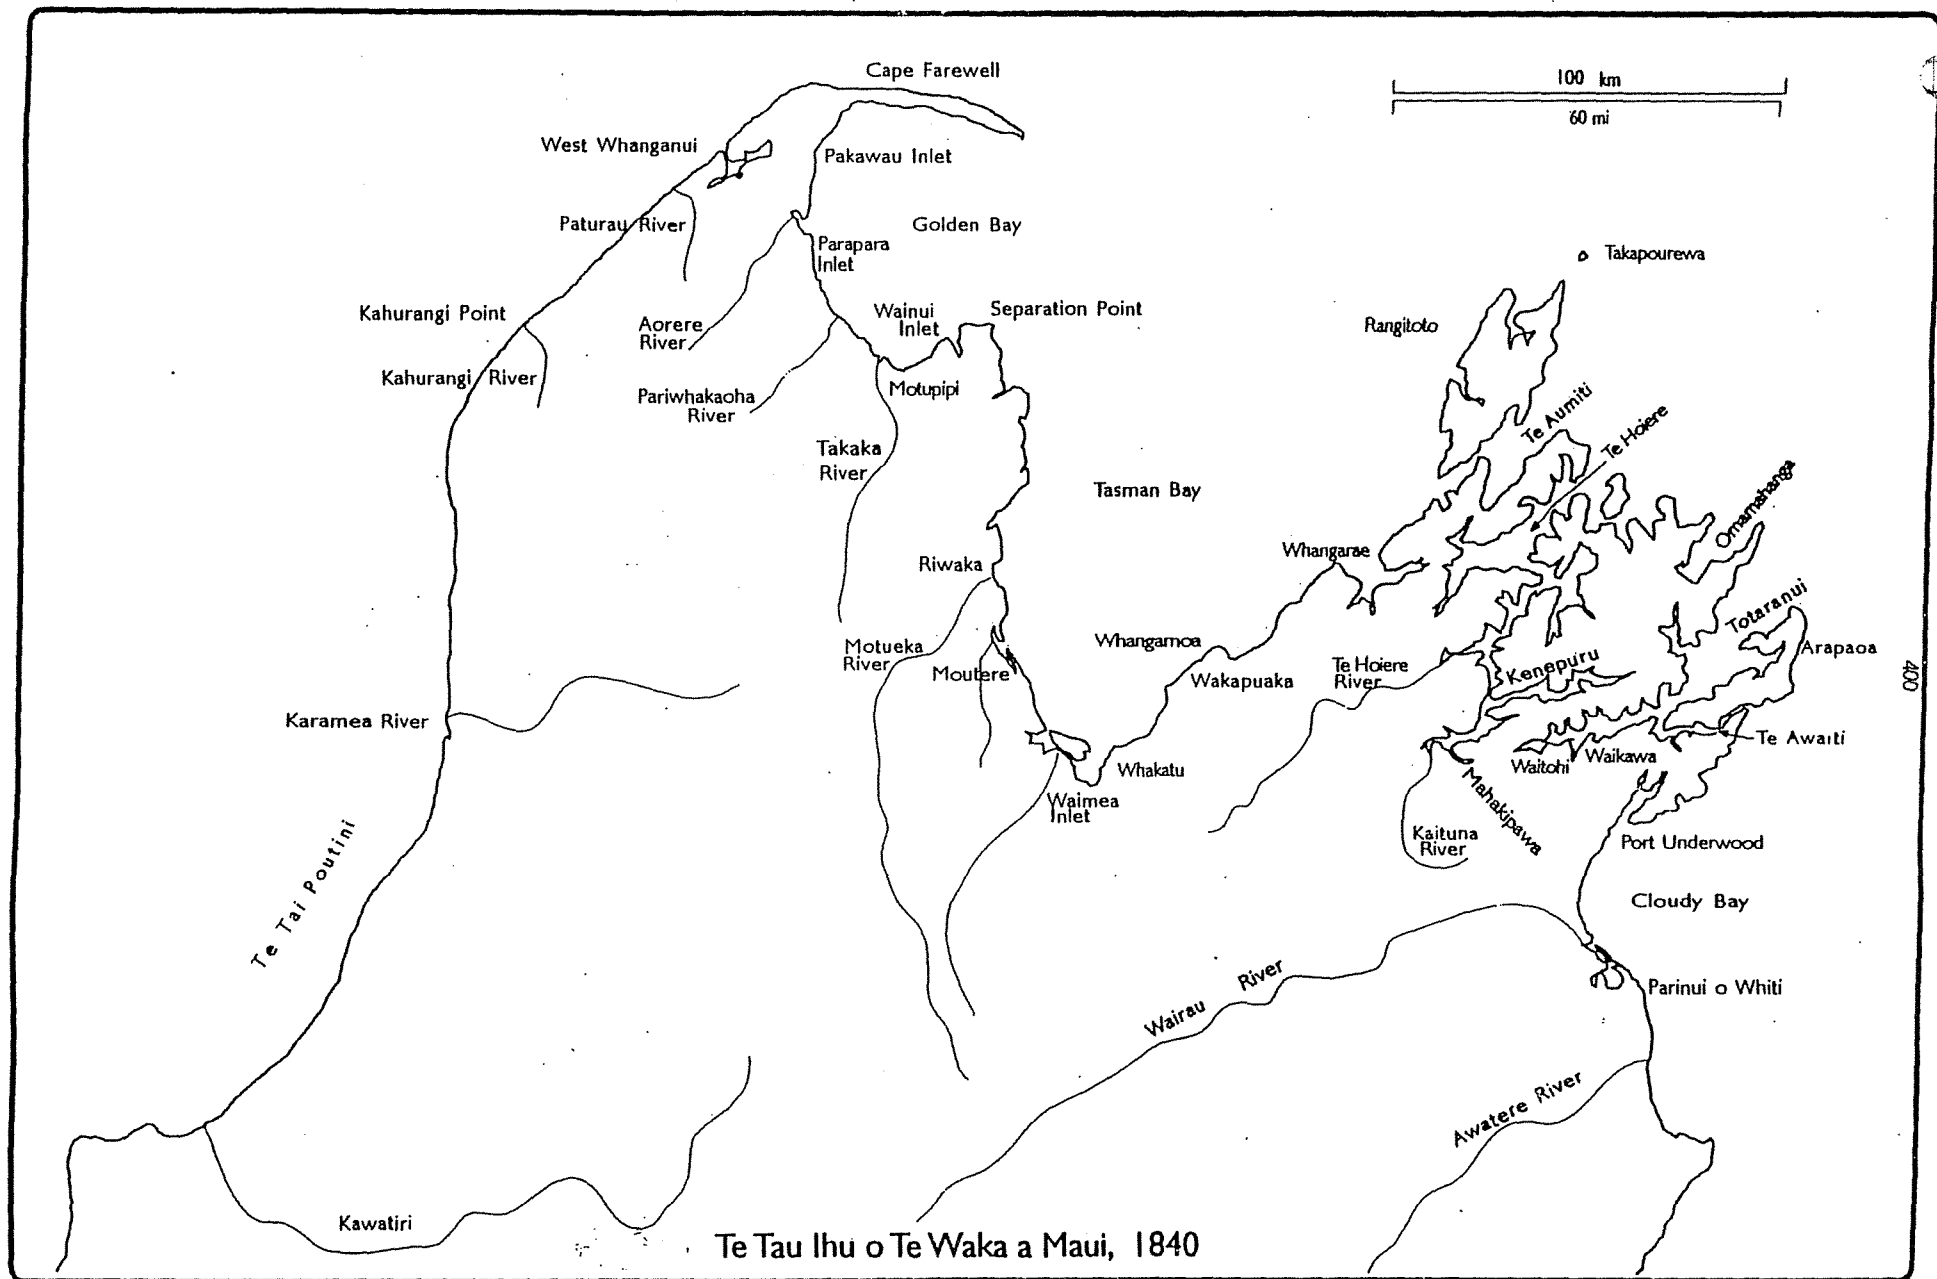 Cape Farewell
100 km
60 mi
West Whanganui
Pakawau Inlet
Paturau River
Golden Bay
Parapara
Inlet
Takapourewa
Kahurangi Point
Aorere
River
Wainui
Inlet
Separation Point
Rangitoto
Kahurangi River
Pariwhakaoha
River
Motupipi
Te Aumiti
Te Hoiere
Takaka
River
Tasman Bay
Omamahanga
Riwaka
Whangarae
Totaranui
Motueka
River
Moutere
Whangamoa
Wakapuaka
Te Hoiere
River
Kenepuru
Arapaoa
400
Karamea River
Te Awaiti
Whakatu
Waitohi
Waikawa
Waimea
Inlet
Mahakipawa
Kaituna
River
Port Underwood
Te Tai Poutini
Cloudy Bay
Wairau River
Parinui o Whiti
Awatere River
Kawatiri
Te Tau Ihu o Te Waka a Maui, 1840